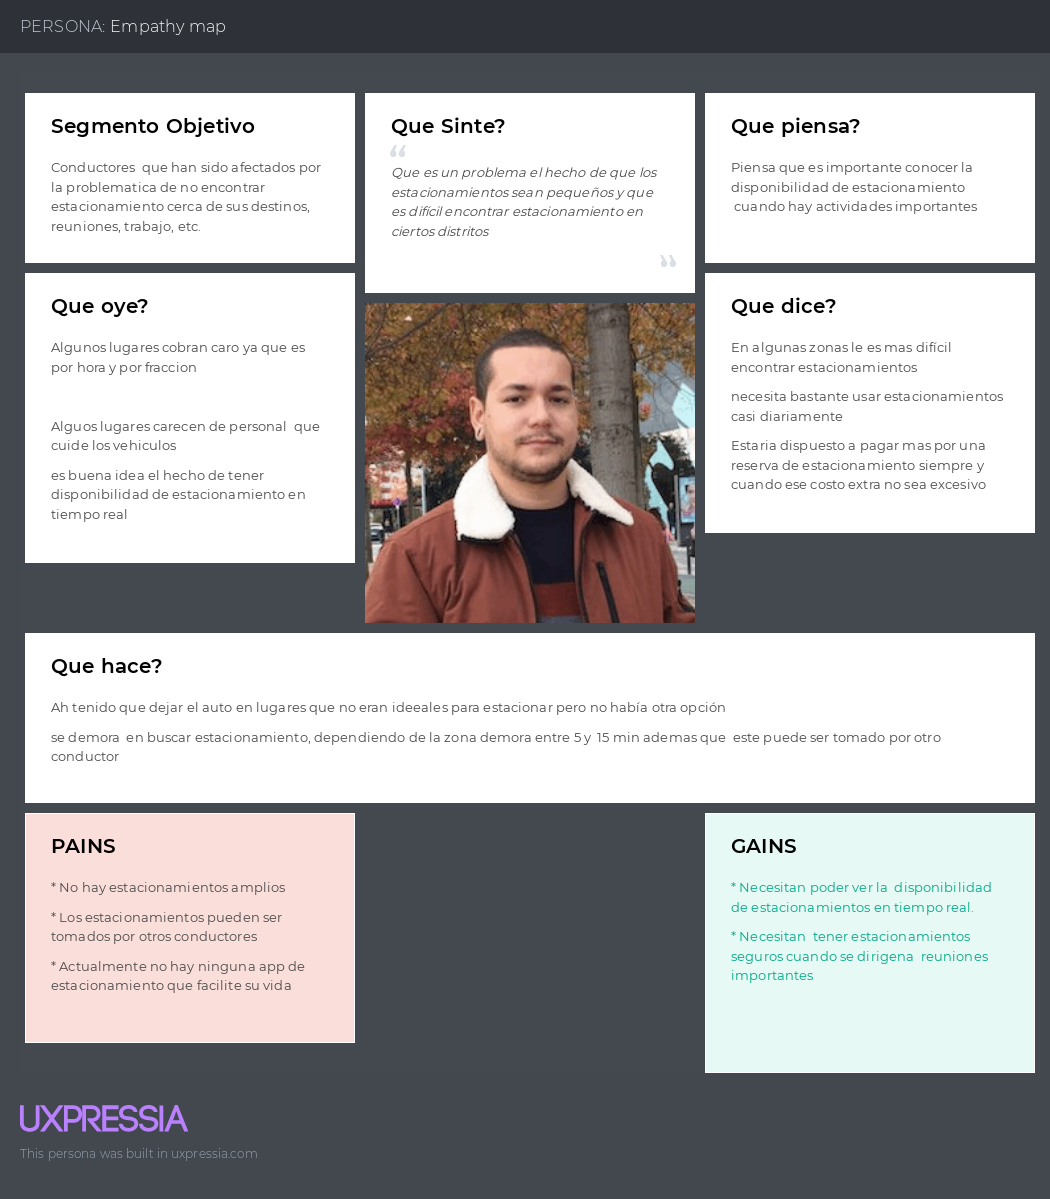 PERSONA: Empathy map
Segmento Objetivo
Conductores que han sido afectados por
la problematica de no encontrar
estacionamiento cerca de sus destinos,
reuniones, trabajo, etc.
Que Sinte?
“
Que es un problema el hecho de que los
estacionamientos sean pequeños y que
es difícil encontrar estacionamiento en
ciertos distritos
”
Que piensa?
Piensa que es importante conocer la
disponibilidad de estacionamiento
cuando hay actividades importantes
Que oye?
Algunos lugares cobran caro ya que es
por hora y por fraccion
Alguos lugares carecen de personal que
cuide los vehiculos
es buena idea el hecho de tener
disponibilidad de estacionamiento en
tiempo real
Que dice?
En algunas zonas le es mas difícil
encontrar estacionamientos
necesita bastante usar estacionamientos
casi diariamente
Estaria dispuesto a pagar mas por una
reserva de estacionamiento siempre y
cuando ese costo extra no sea excesivo
Que hace?
Ah tenido que dejar el auto en lugares que no eran ideeales para estacionar pero no había otra opción
se demora en buscar estacionamiento, dependiendo de la zona demora entre 5 y 15 min ademas que este puede ser tomado por otro
conductor
PAINS
* No hay estacionamientos amplios
* Los estacionamientos pueden ser
tomados por otros conductores
* Actualmente no hay ninguna app de
estacionamiento que facilite su vida
GAINS
* Necesitan poder ver la disponibilidad
de estacionamientos en tiempo real.
* Necesitan tener estacionamientos
seguros cuando se dirigena reuniones
importantes
UXPRESSIA
This persona was built in uxpressia.com